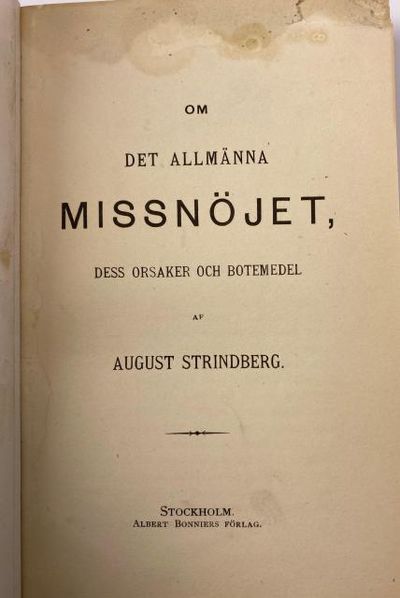 OM
DET ALLMÄNNA
MISSNÖJET,
DESS ORSAKER OCH BOTEMEDEL
AF
AUGUST STRINDBERG.
STOCKHOLM.
ALBERT BONNIERS FÖRLAG.